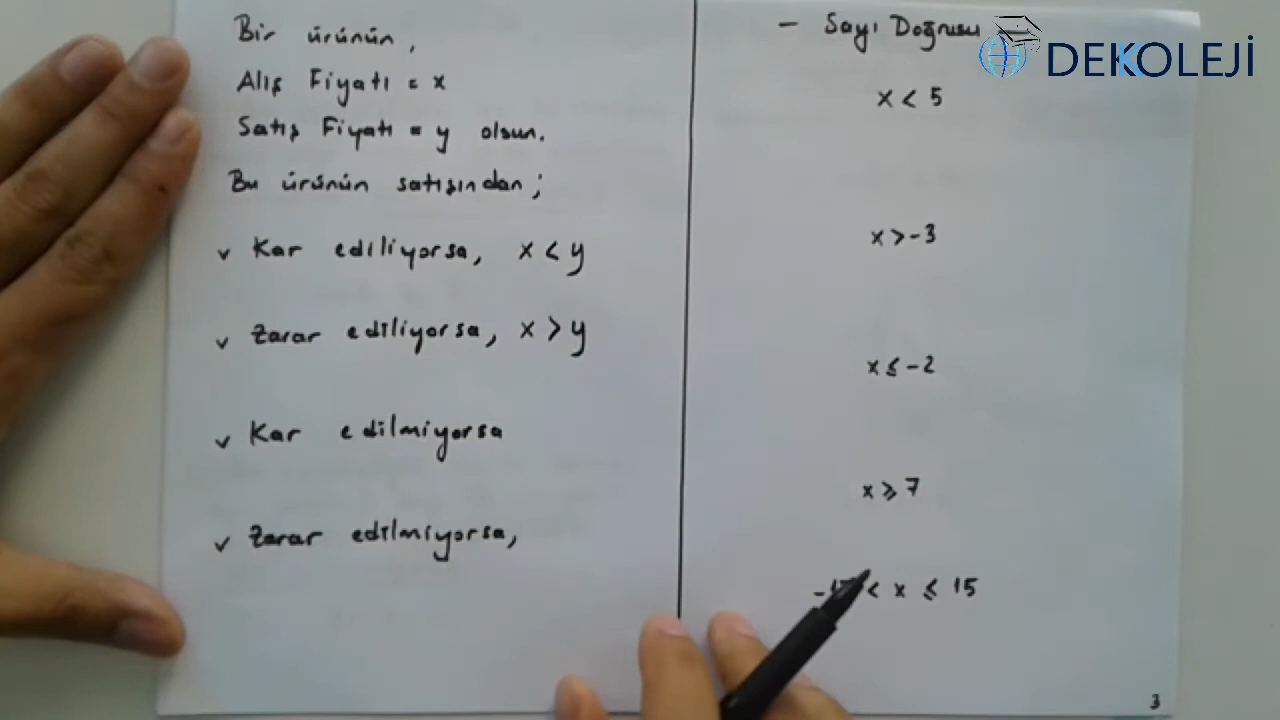 Bir ürünün,
Alış Fiyatı = x
Satış Fiyatı = y olsun.
Bu ürünün satışından;
✓ Kar ediliyorsa, x < y
✓ Zarar ediliyorsa, x > y
✓ Kar edilmiyorsa
✓ Zarar edilmiyorsa,
– Sayı Doğrusu
x < 5
x > -3
x ≤ -2
x ≥ 7
< x ≤ 15
3
DEKOLEJİ